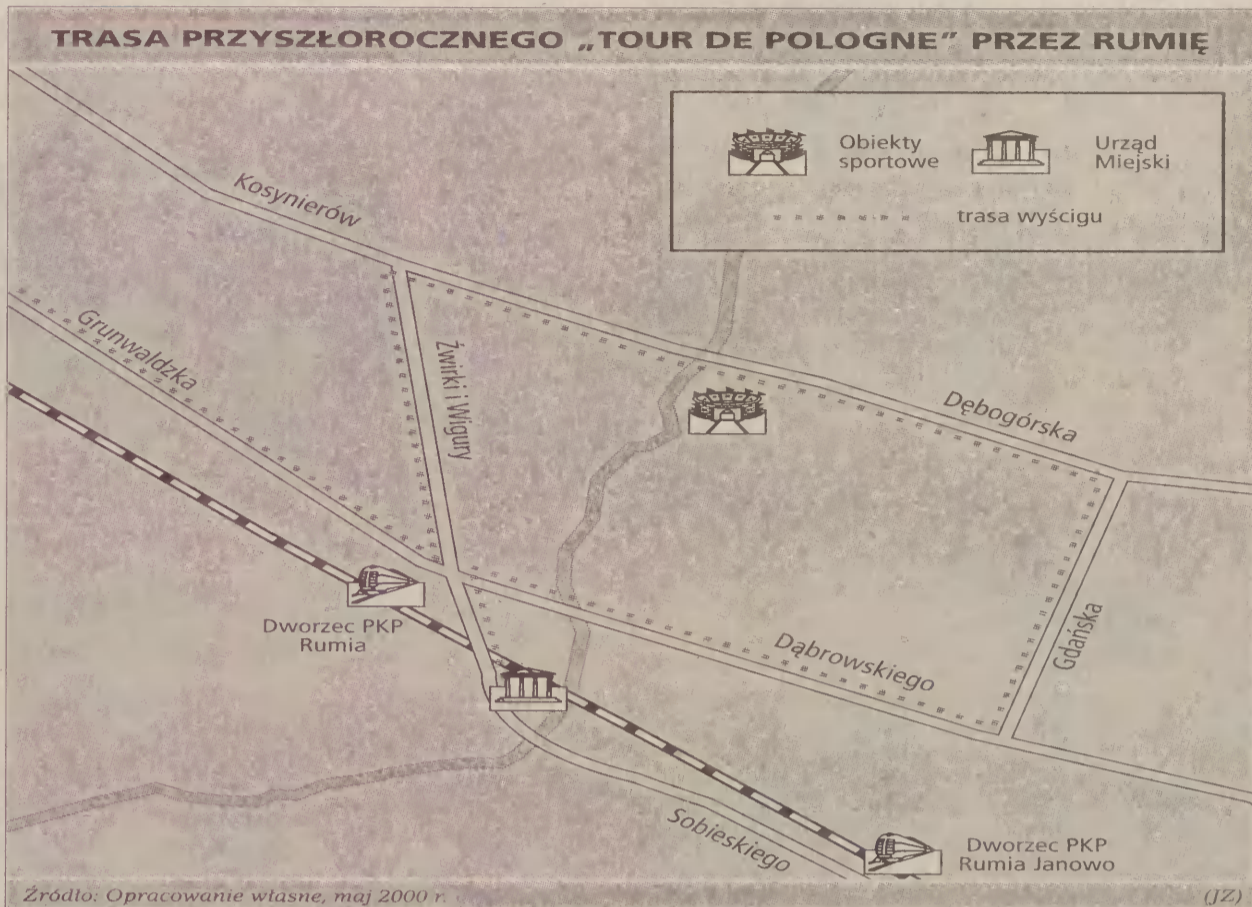 TRASA PRZYSZŁOROCZNEGO „TOUR DE POLOGNE” PRZEZ RUMIĘ
Obiekty
sportowe
Urząd
Miejski
trasa wyścigu
Kosynierów
Grunwaldzka
Żwirki i Wigury
Dębogórska
Dworzec PKP
Rumia
Dąbrowskiego
Gdańska
Sobieskiego
Dworzec PKP
Rumia Janowo
Źródło: Opracowanie własne, maj 2000 r.
(JZ)